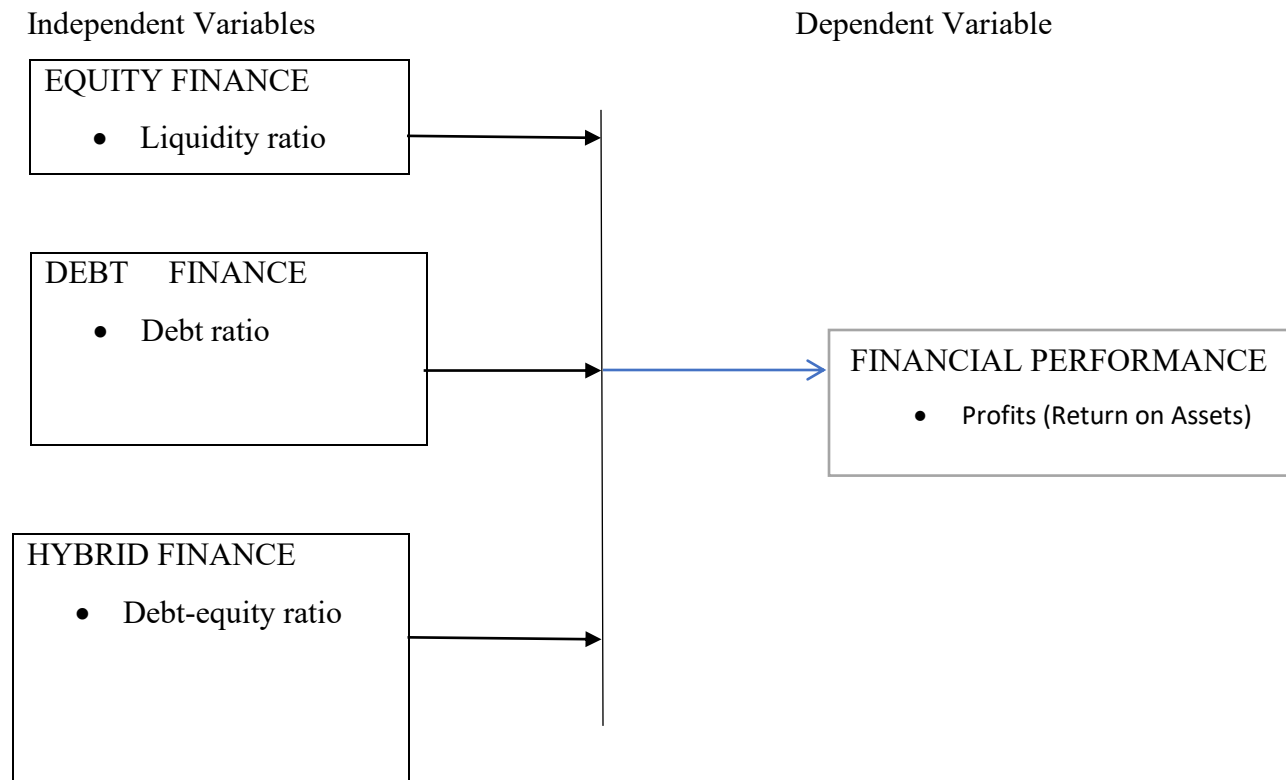 Independent Variables
Dependent Variable
EQUITY FINANCE
• Liquidity ratio
DEBT FINANCE
• Debt ratio
FINANCIAL PERFORMANCE
• Profits (Return on Assets)
HYBRID FINANCE
• Debt-equity ratio